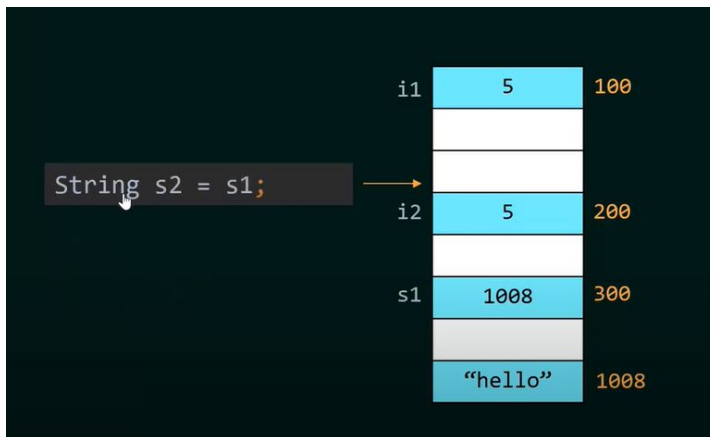 i1 5 100
String s2 = s1;
i2 5 200
s1 1008 300
“hello” 1008